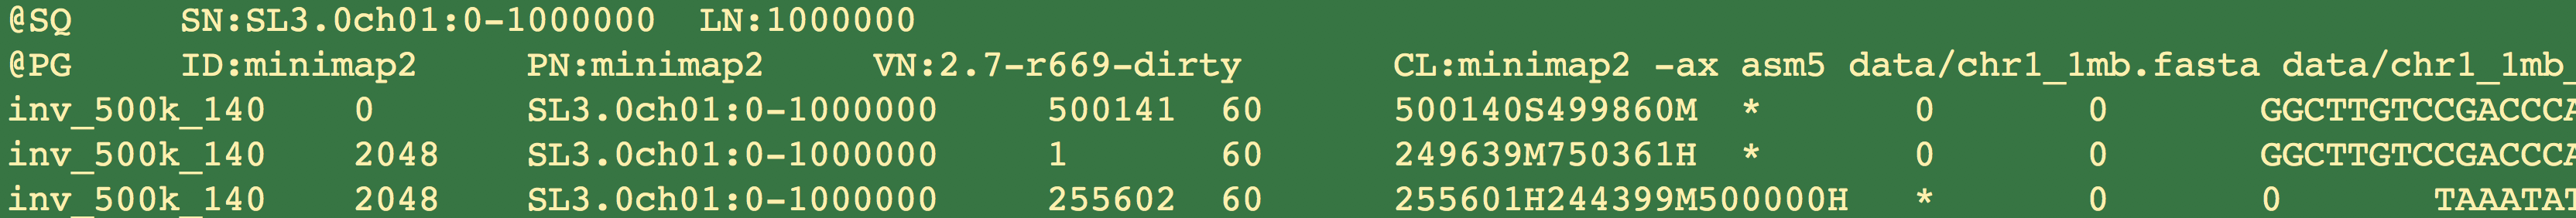 @SQ SN:SL3.0ch01:0-1000000 LN:1000000
@PG ID:minimap2 PN:minimap2 VN:2.7-r669-dirty CL:minimap2 -ax asm5 data/chr1_1mb.fasta data/chr1_1mb_
inv_500k_140 0 SL3.0ch01:0-1000000 500141 60 500140S499860M * 0 0 GGCTTGTCCGACCCA
inv_500k_140 2048 SL3.0ch01:0-1000000 1 60 249639M750361H * 0 0 GGCTTGTCCGACCCA
inv_500k_140 2048 SL3.0ch01:0-1000000 255602 60 255601H244399M500000H * 0 0 TAAATAT